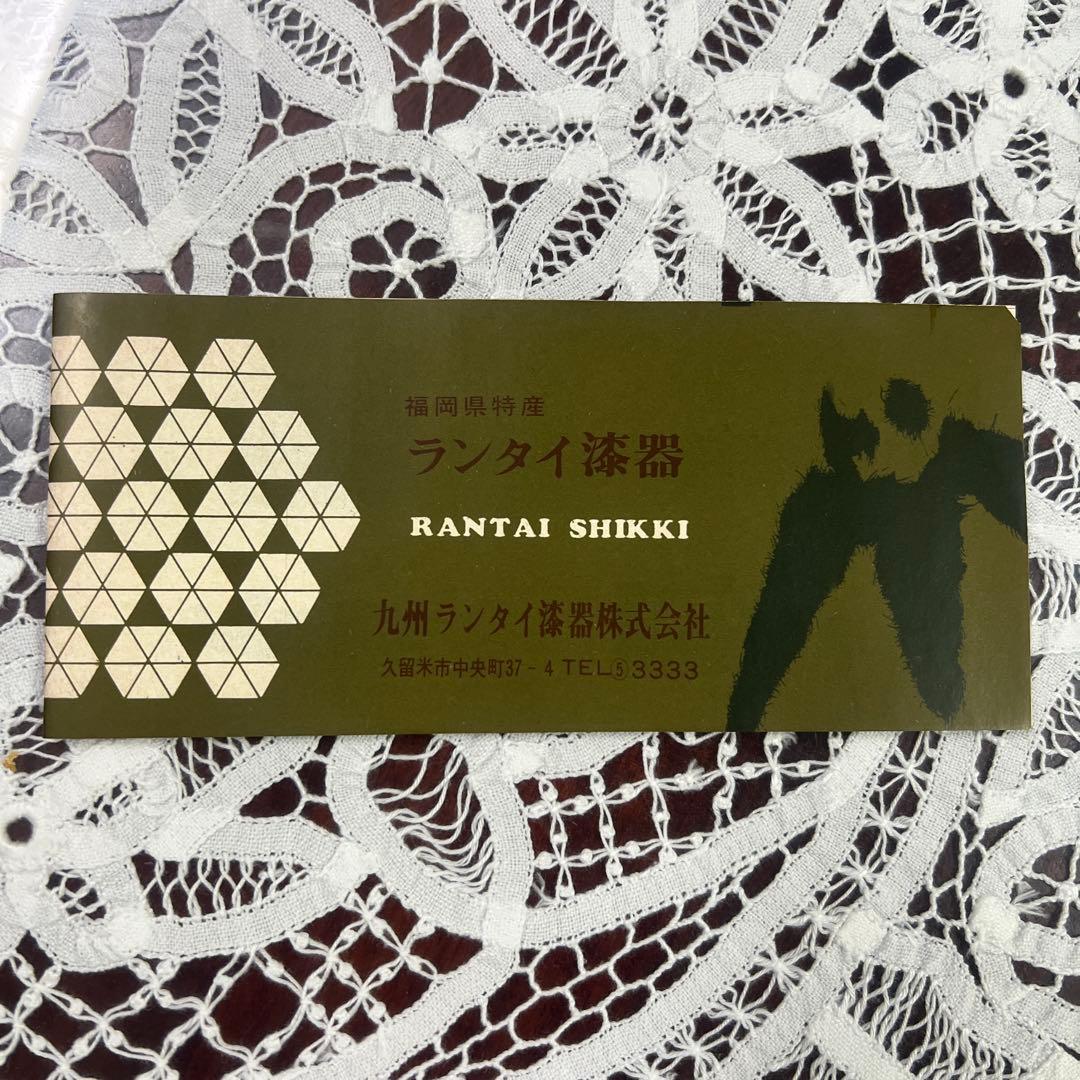 福岡県特産
ランタイ漆器
RANTAI SHIKKI
九州ランタイ漆器株式会社
久留米市中央町37-4 TEL⑤3333